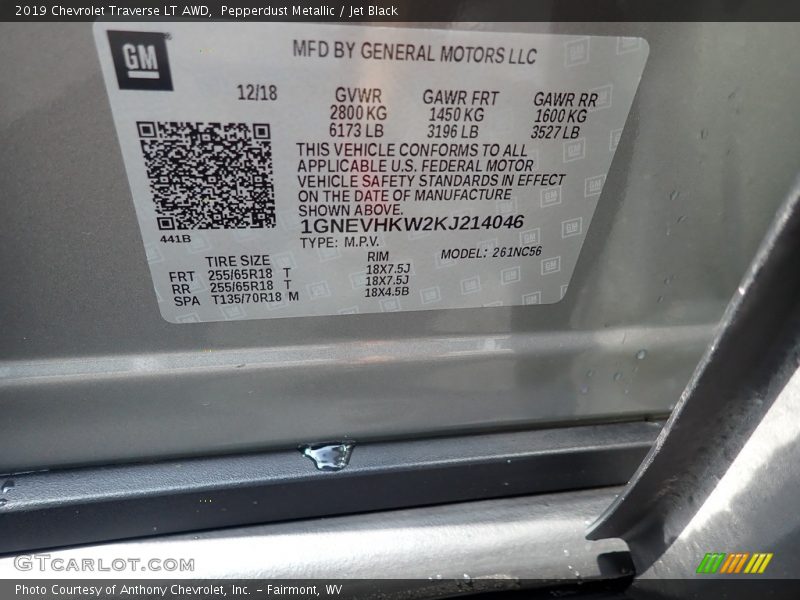 2019 Chevrolet Traverse LT AWD, Pepperdust Metallic / Jet Black
GM
MFD BY GENERAL MOTORS LLC
12/18 GVWR GAWR FRT GAWR RR
2800 KG 1450 KG 1600 KG
6173 LB 3196 LB 3527 LB
THIS VEHICLE CONFORMS TO ALL
APPLICABLE U.S. FEDERAL MOTOR
VEHICLE SAFETY STANDARDS IN EFFECT
ON THE DATE OF MANUFACTURE
SHOWN ABOVE.
1GNEVHKW2KJ214046
441B
TYPE: M.P.V. MODEL: 261NC56
TIRE SIZE RIM
FRT 255/65R18 T 18X7.5J
RR 255/65R18 T 18X7.5J
SPA T135/70R18 M 18X4.5B
GTCARLOT.COM
Photo Courtesy of Anthony Chevrolet, Inc. – Fairmont, WV